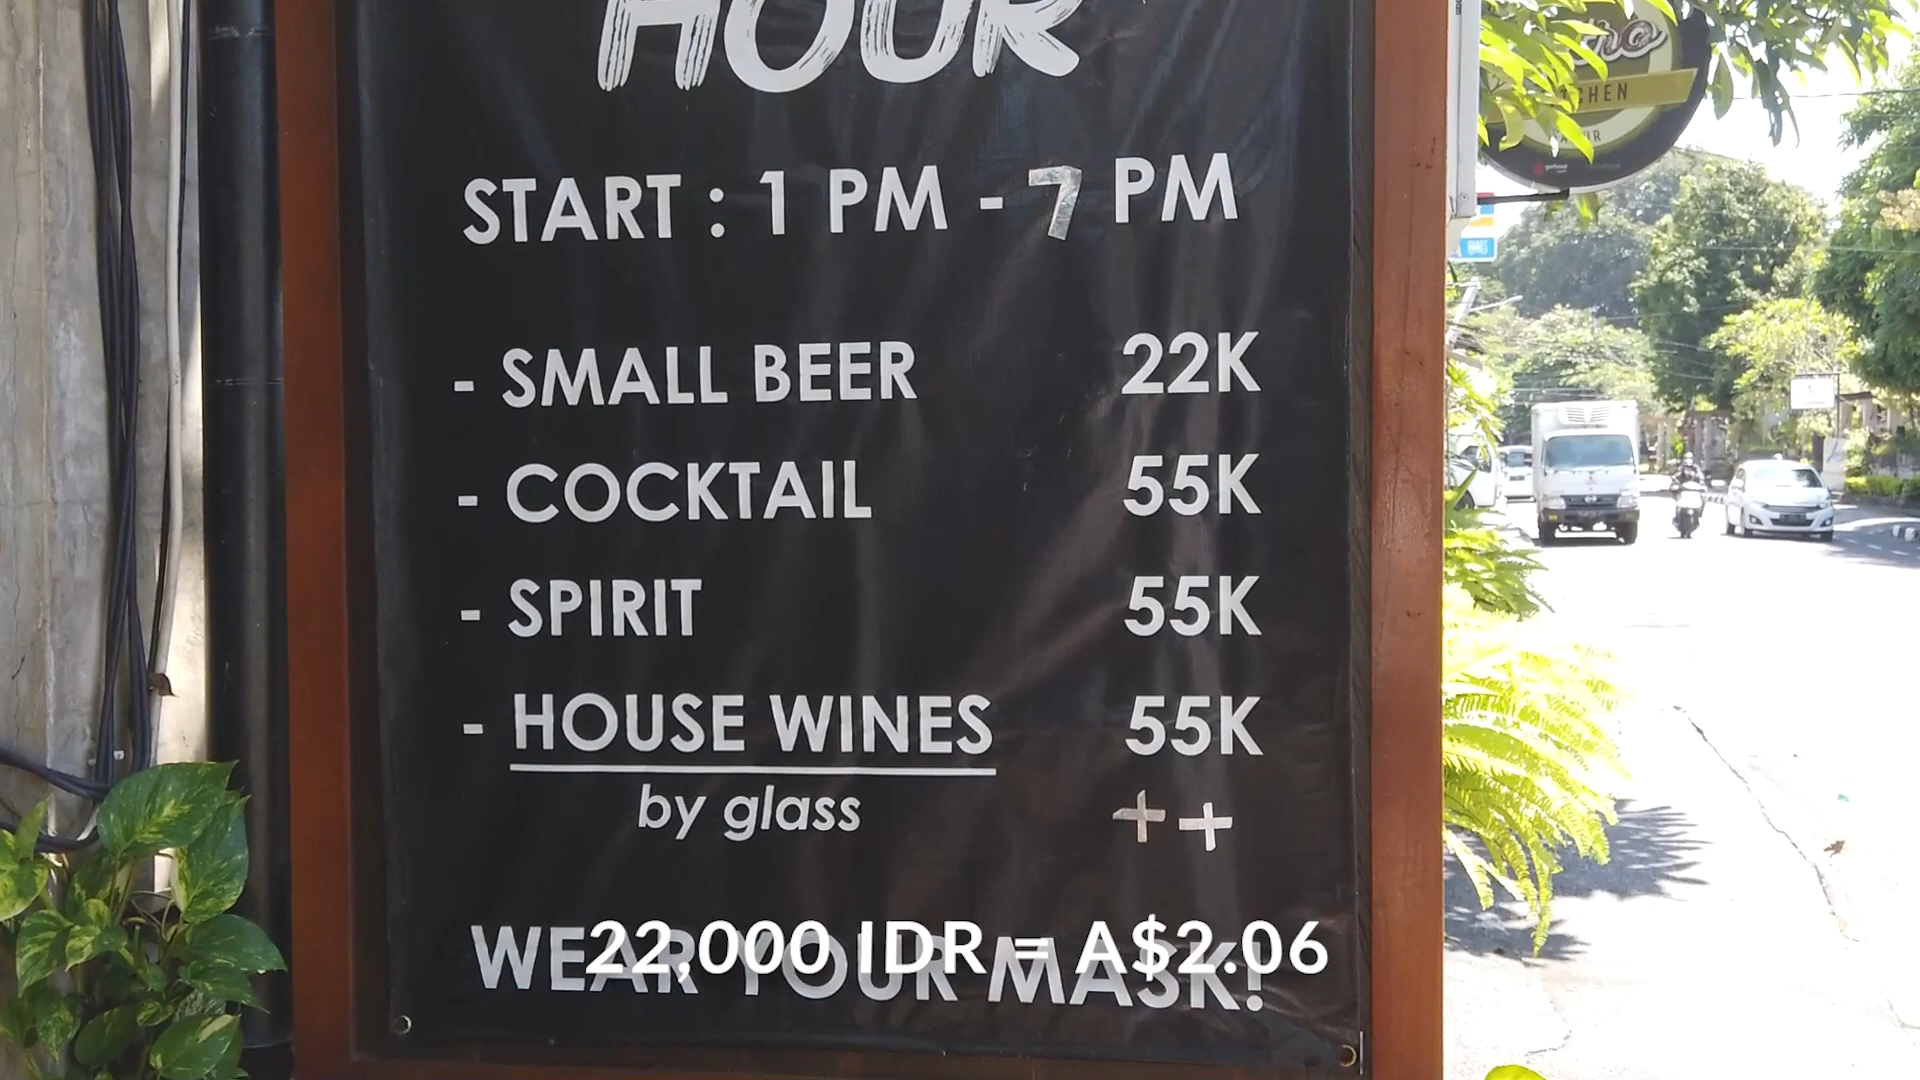 HOUR
START : 1 PM - 7 PM
- SMALL BEER 22K
- COCKTAIL 55K
- SPIRIT 55K
- HOUSE WINES 55K
by glass ++
WEAR YOUR MASK!
22,000 IDR = A$2.06